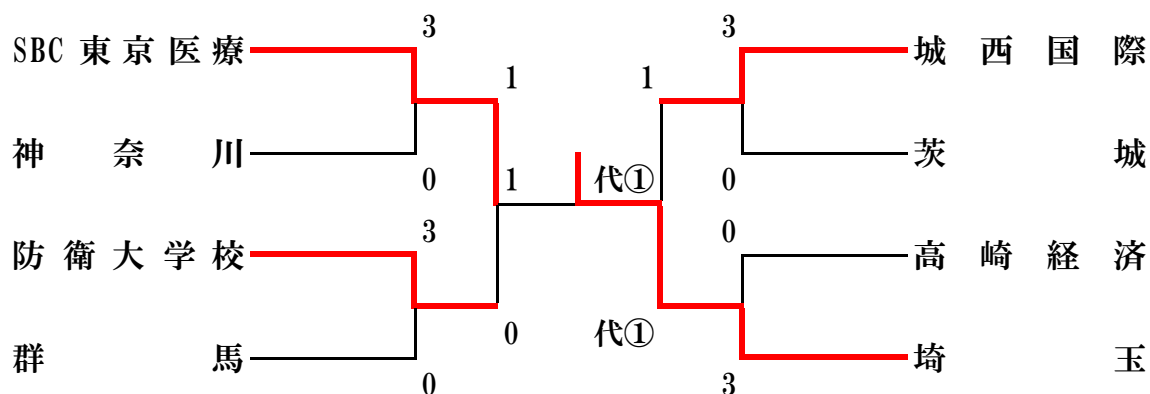 3 3
SBC東京医療 城西国際
1 1
神奈川 茨城
0 1 代① 0
3 0
防衛大学校 高崎経済
0 代①
群馬 埼玉
0 3